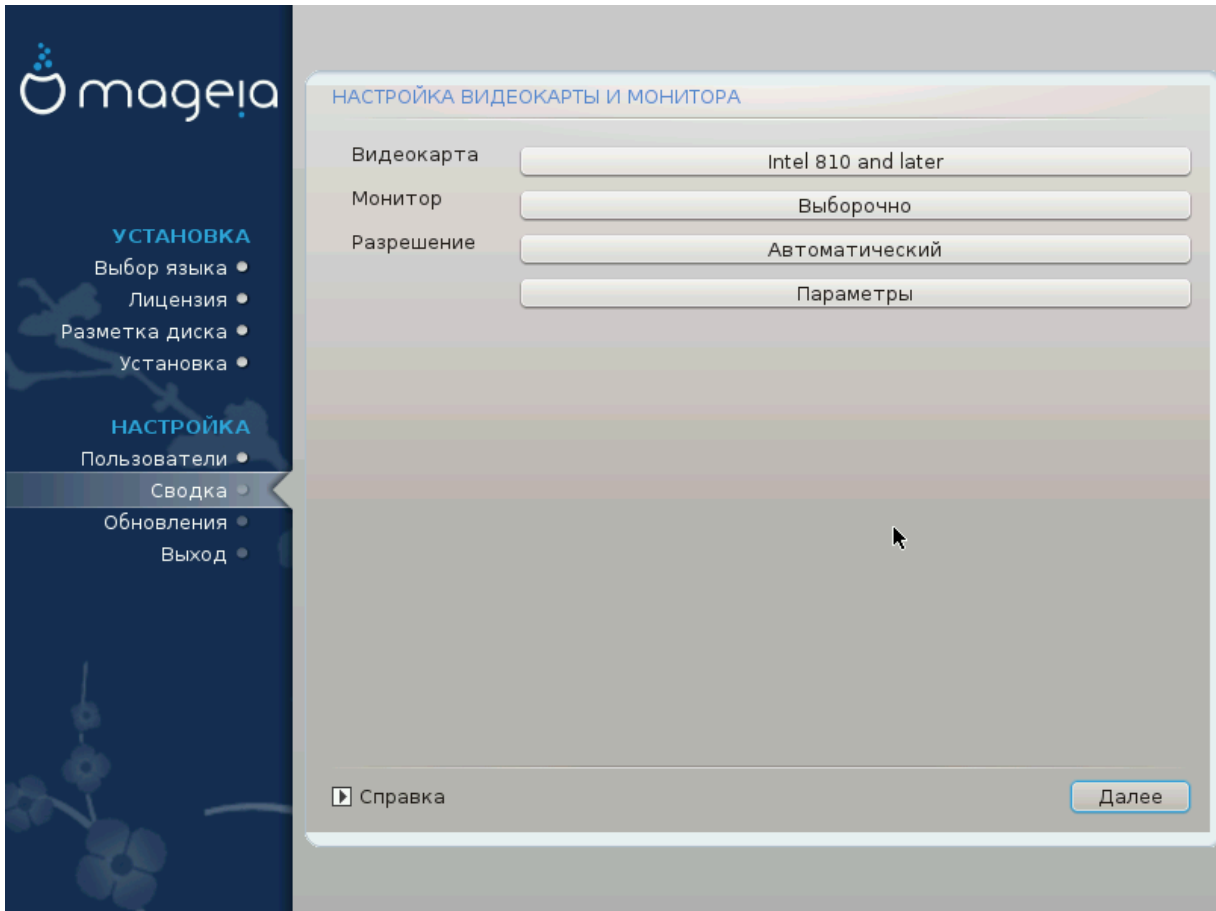 mageia
УСТАНОВКА
Выбор языка
Лицензия
Разметка диска
Установка
НАСТРОЙКА
Пользователи
Сводка
Обновления
Выход
НАСТРОЙКА ВИДЕОКАРТЫ И МОНИТОРА
Видеокарта Intel 810 and later
Монитор Выборочно
Разрешение Автоматический
Параметры
Справка Далее